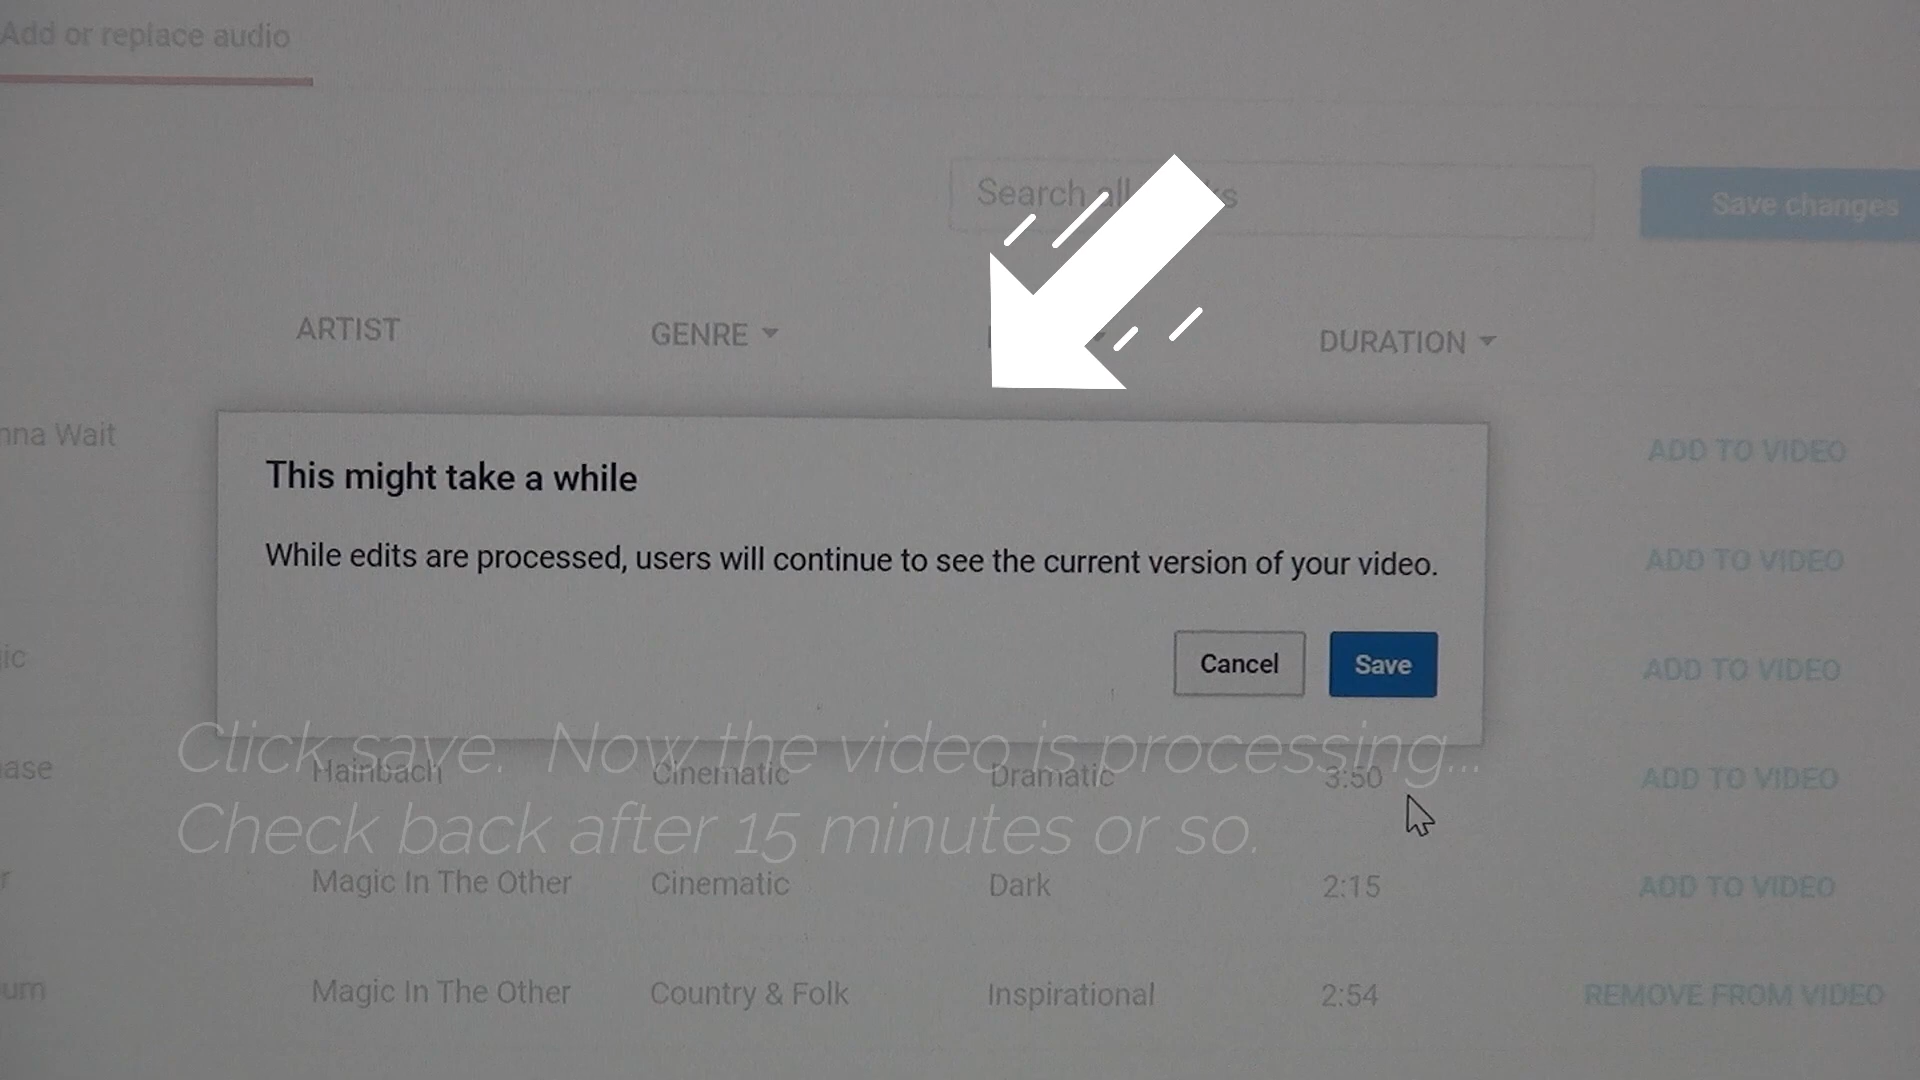 Add or replace audio
Search all
Save changes
ARTIST GENRE DURATION
nna Wait ADD TO VIDEO
This might take a while
While edits are processed, users will continue to see the current version of your video.
ADD TO VIDEO
Cancel Save
ic ADD TO VIDEO
Click save. Now the video is processing...
ase Hainbach Cinematic Dramatic 3:50 ADD TO VIDEO
Check back after 15 minutes or so.
r Magic In The Other Cinematic Dark 2:15 ADD TO VIDEO
um Magic In The Other Country & Folk Inspirational 2:54 REMOVE FROM VIDEO